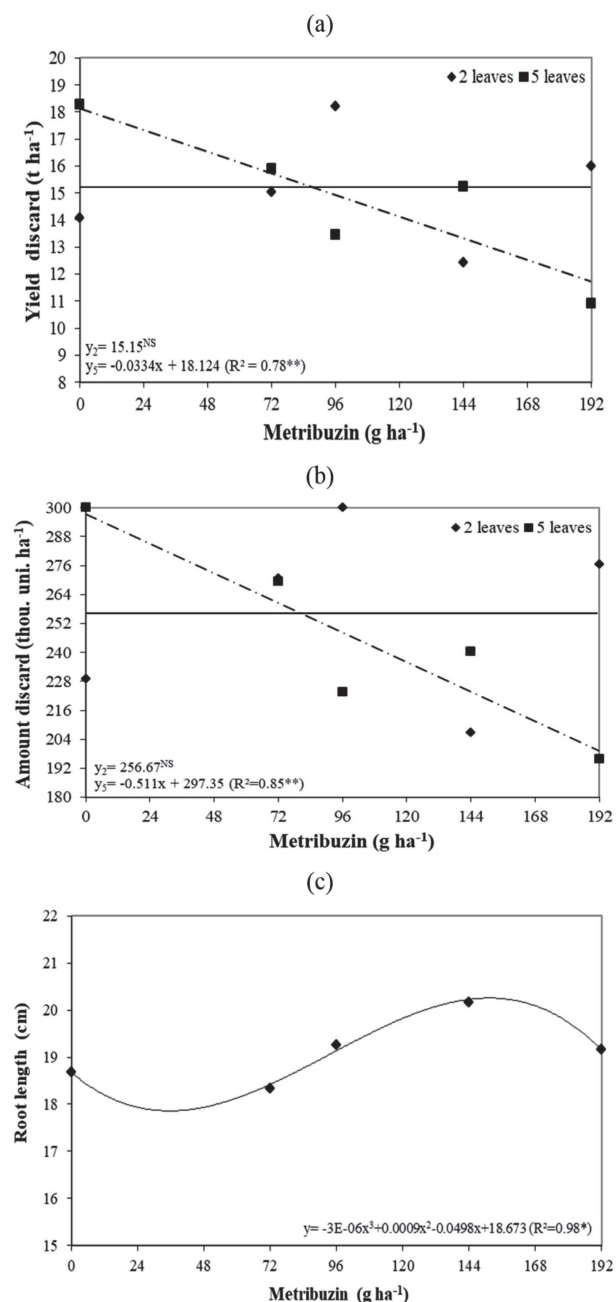 (a)
Yield discard (t ha⁻¹)
20
19
18
17
16
15
14
13
12
11
10
9
8
◆ 2 leaves ■ 5 leaves
y₂= 15.15ᴺˢ
y₅= -0.0334x + 18.124 (R² = 0.78**)
0 24 48 72 96 120 144 168 192
Metribuzin (g ha⁻¹)
(b)
Amount discard (thou. uni. ha⁻¹)
300
288
276
264
252
240
228
216
204
192
180
◆ 2 leaves ■ 5 leaves
y₂= 256.67ᴺˢ
y₅= -0.511x + 297.35 (R²=0.85**)
0 24 48 72 96 120 144 168 192
Metribuzin (g ha⁻¹)
(c)
Root length (cm)
22
21
20
19
18
17
16
15
y= -3E-06x³+0.0009x²-0.0498x+18.673 (R²=0.98*)
0 24 48 72 96 120 144 168 192
Metribuzin (g ha⁻¹)